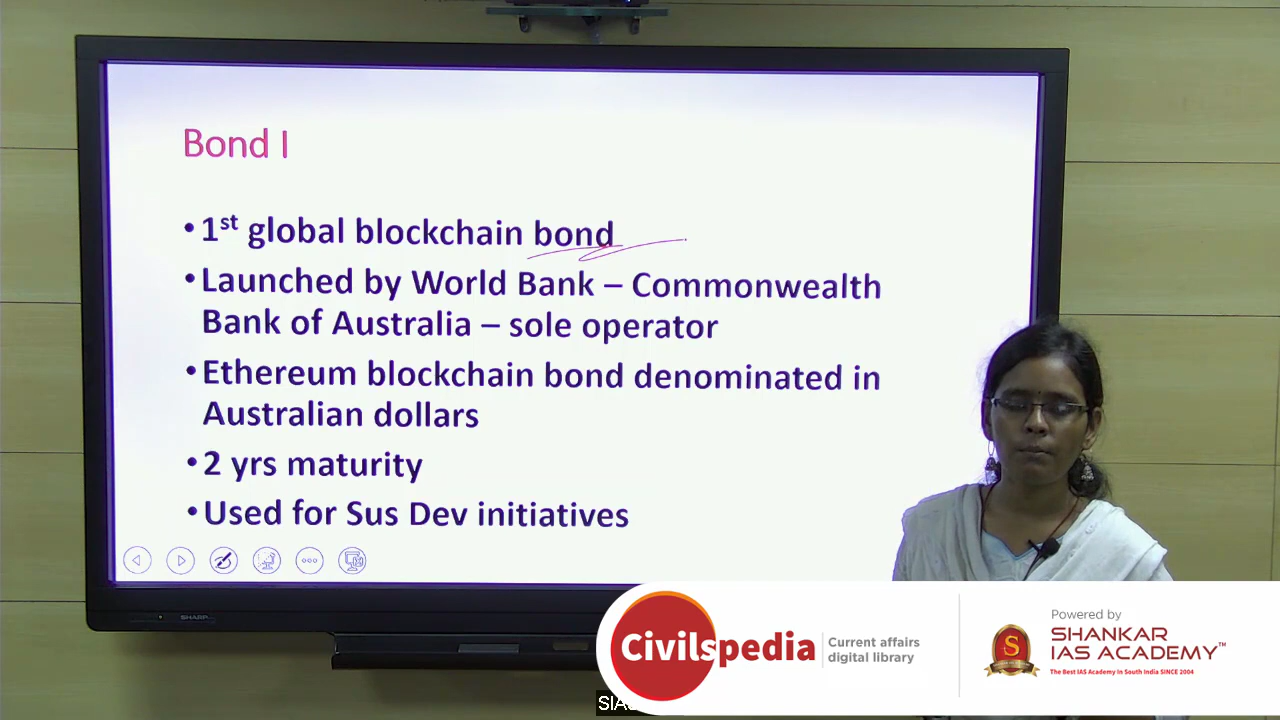 Bond I
• 1st global blockchain bond
• Launched by World Bank – Commonwealth
Bank of Australia – sole operator
• Ethereum blockchain bond denominated in
Australian dollars
• 2 yrs maturity
• Used for Sus Dev initiatives
SHARP
Civilspedia
Current affairs
digital library
Powered by
S
SHANKAR
IAS ACADEMY™
The Best IAS Academy In South India SINCE 2004